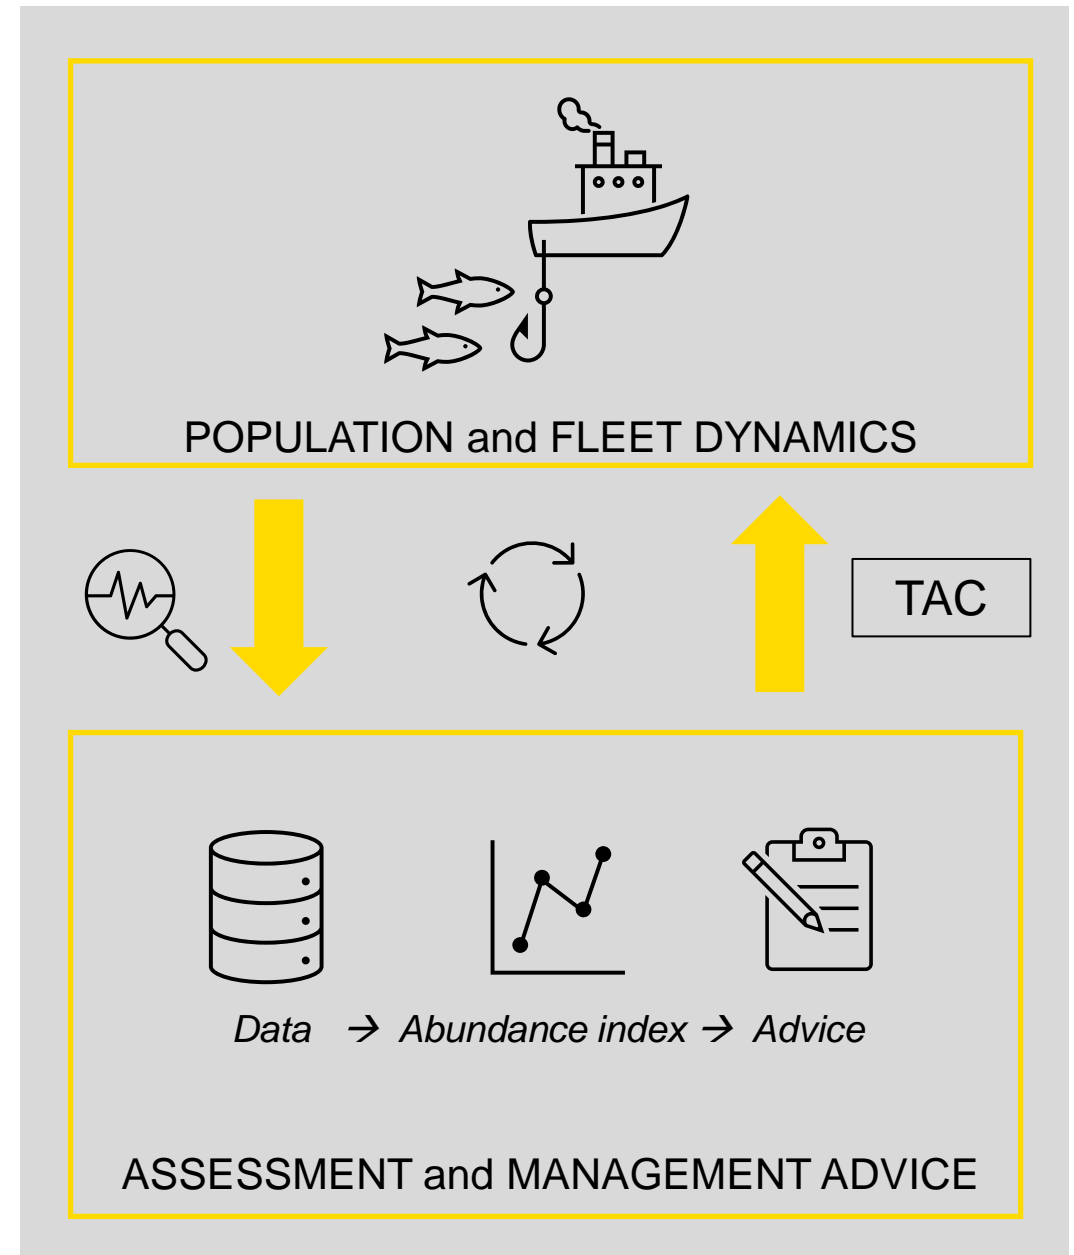 POPULATION and FLEET DYNAMICS
TAC
Data → Abundance index → Advice
ASSESSMENT and MANAGEMENT ADVICE